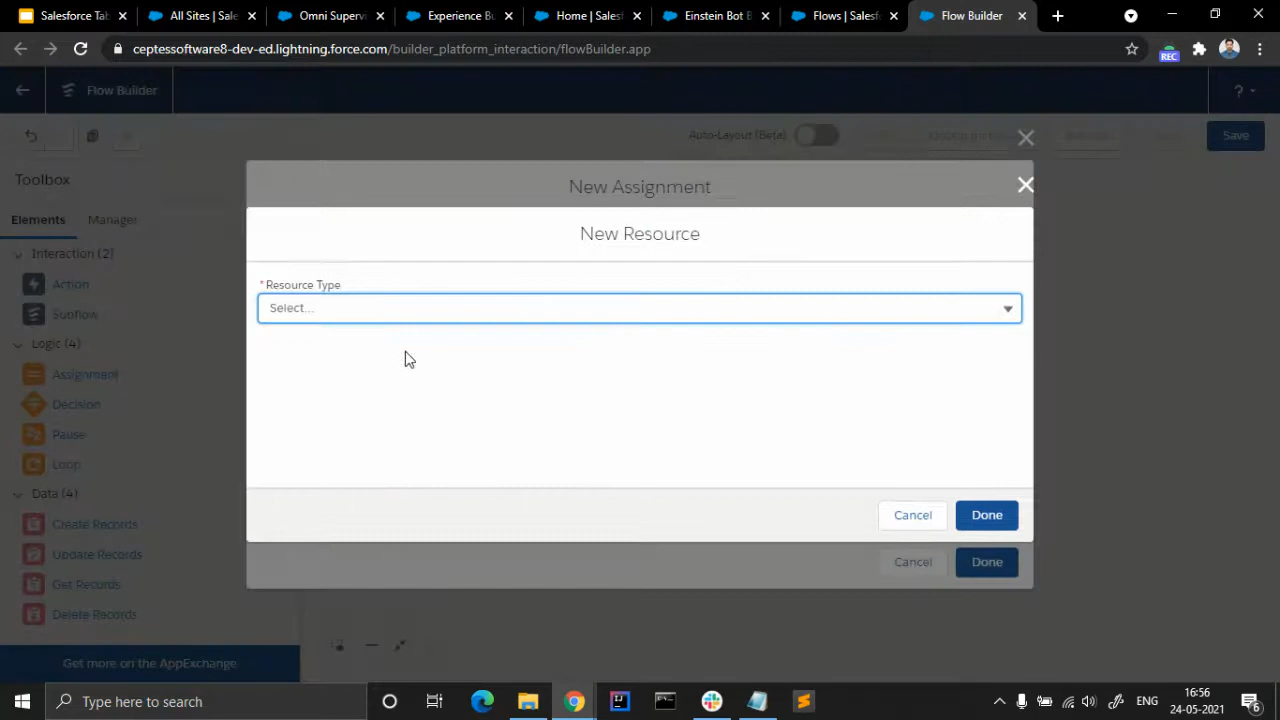 Salesforce Tab
All Sites | Sale
Omni Superv
Experience Bu
Home | Salesf
Einstein Bot B
Flows | Salesf
Flow Builder
ceptessoftware8-dev-ed.lightning.force.com/builder_platform_interaction/flowBuilder.app
REC
Flow Builder
?
Auto-Layout (Beta)
Save
Toolbox
Elements
Manager
Interaction (2)
Action
Subflow
Logic (4)
Assignment
Decision
Pause
Loop
Data (4)
Create Records
Update Records
Get Records
Delete Records
Get more on the AppExchange
New Assignment
New Resource
* Resource Type
Select...
Cancel
Done
Cancel
Done
Type here to search
ENG
16:56
24-05-2021
6